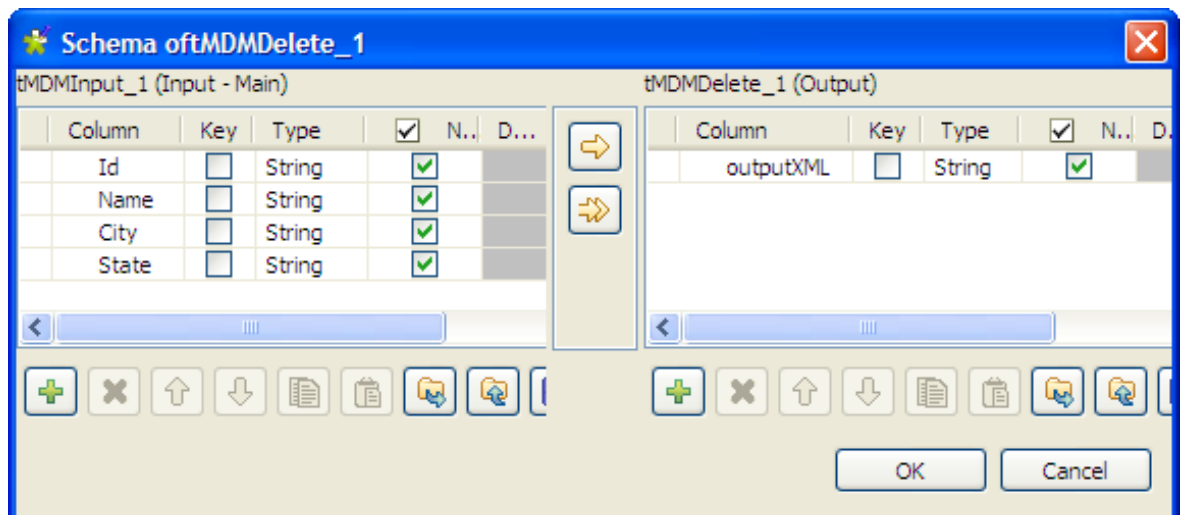 Schema oftMDMDelete_1
tMDMInput_1 (Input - Main) tMDMDelete_1 (Output)
Column Key Type N.. D... Column Key Type N.. D.
Id String outputXML String
Name String
City String
State String
OK Cancel